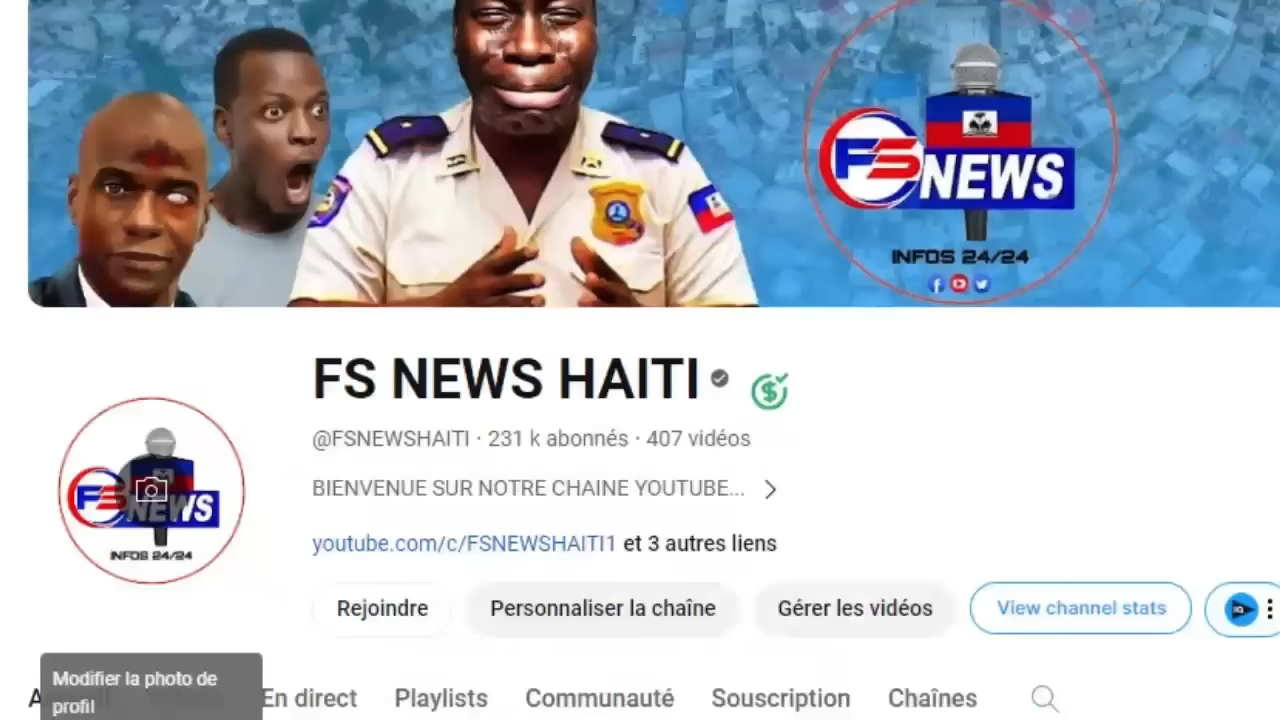 FS NEWS
INFOS 24/24
FS NEWS HAITI
@FSNEWSHAITI · 231 k abonnés · 407 vidéos
BIENVENUE SUR NOTRE CHAINE YOUTUBE...
youtube.com/c/FSNEWSHAITI1 et 3 autres liens
FS NEWS
INFOS 24/24
Rejoindre Personnaliser la chaîne Gérer les vidéos View channel stats
IQ
Modifier la photo de
profil
En direct Playlists Communauté Souscription Chaînes